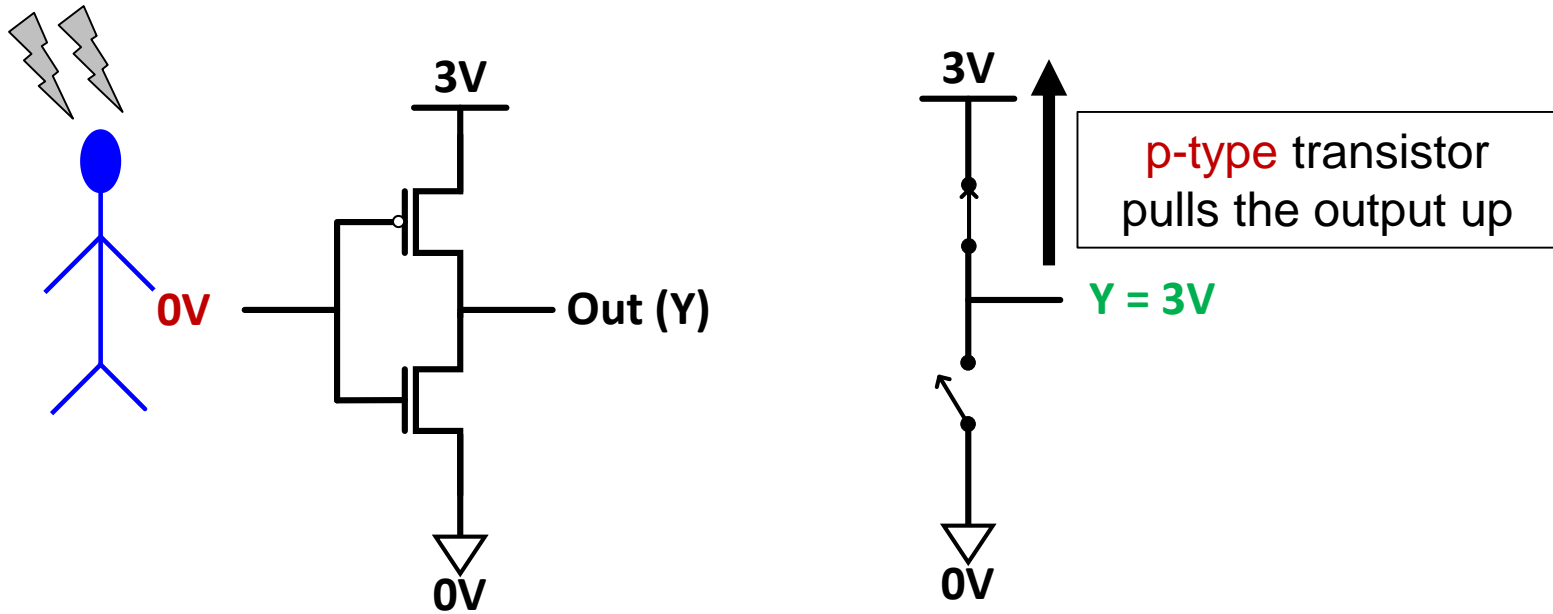 3V
0V
Out (Y)
0V
3V
p-type transistor
pulls the output up
Y = 3V
0V